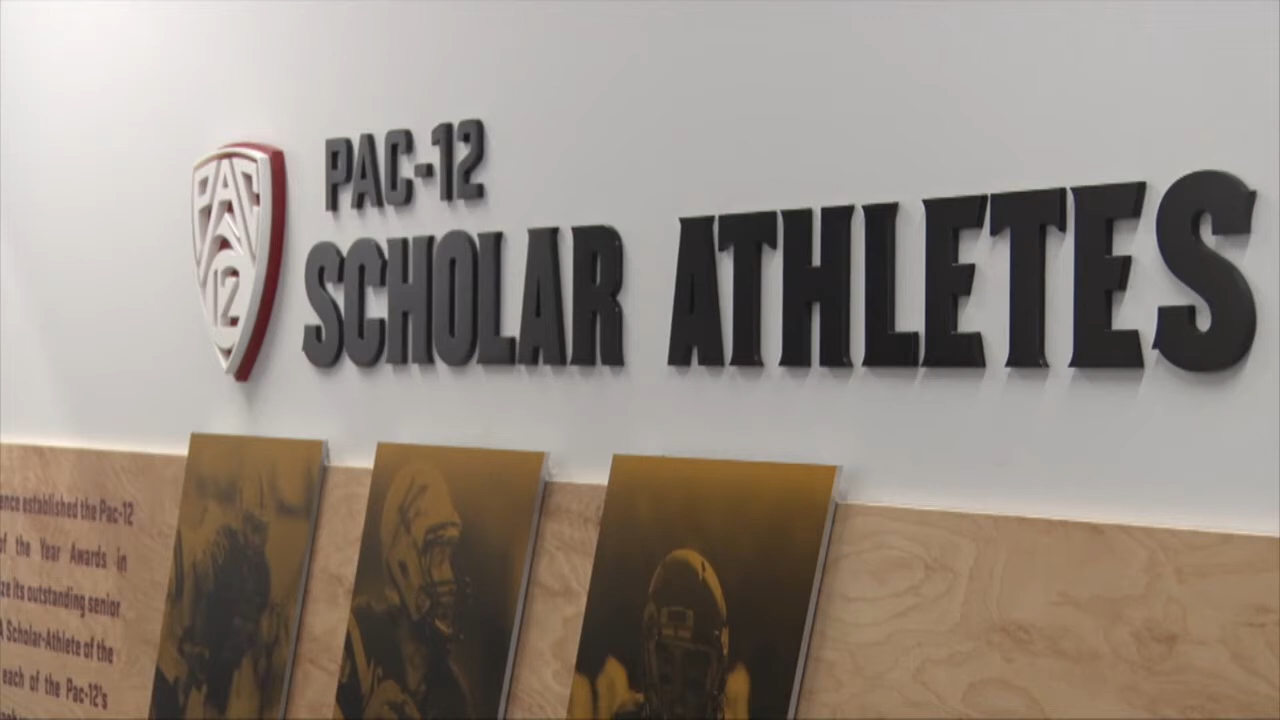 PAC
12
PAC-12
SCHOLAR ATHLETES
established the Pac-12
of the Year Awards in
its outstanding senior
A Scholar-Athlete of the
each of the Pac-12's